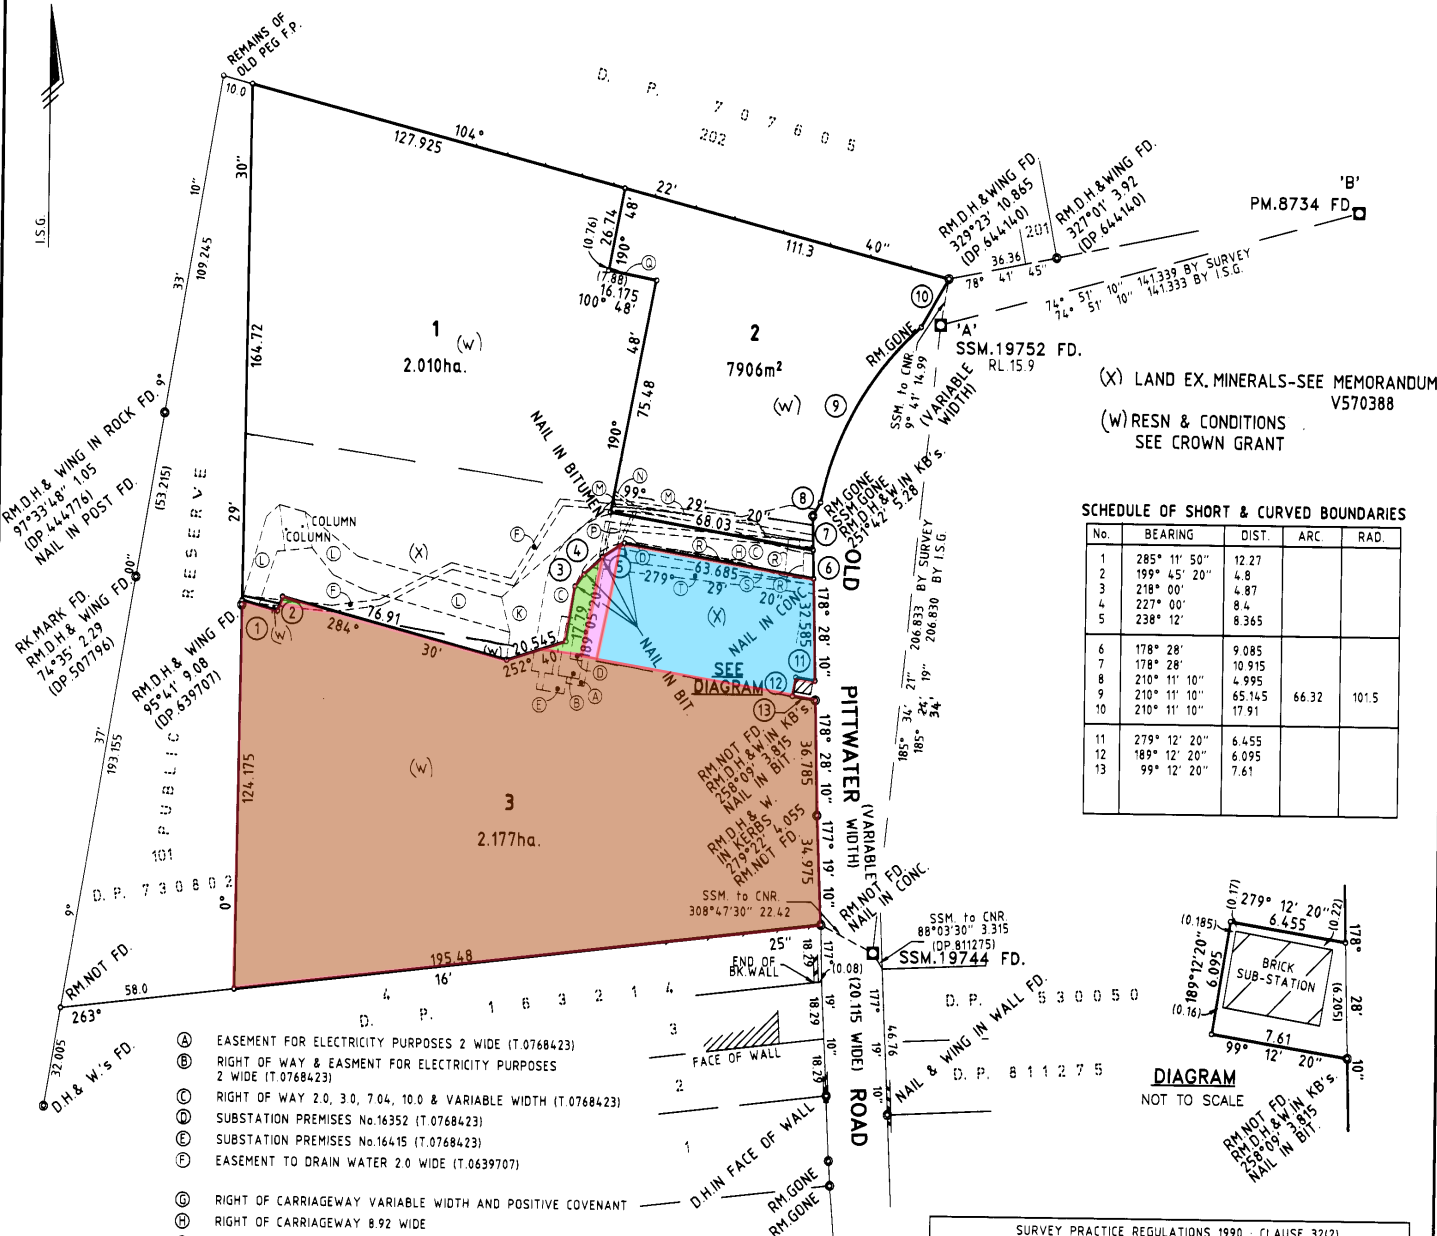 REMAINS OF
OLD PEG F.P.
I.S.G.
10.0
D. P. 707605
202
104°
127.925
22'
111.3
40"
30"
10"
33'
109.245
164.72
29'
(0.76)
26.74
48'
190°
Q
(7.88)
16.175
100° 48'
48'
75.48
190°
1
(W)
2.010ha.
2
7906m²
(W)
RM.D.H.&WING FD.
329°23' 10.865
(DP.644140)
201
RM.D.H.&WING FD.
327°01' 3.92
(DP.644140)
36.36
78° 41' 45"
'B'
PM.8734 FD
74° 51' 10" 141.339 BY SURVEY
74° 51' 10" 141.333 BY I.S.G.
10
RM.GONE
'A'
SSM.19752 FD.
RL.15.9
SSM. to CNR.
9° 41' 14.99
(VARIABLE
WIDTH)
9
8
(X) LAND EX. MINERALS-SEE MEMORANDUM
V570388
(W) RESN & CONDITIONS
SEE CROWN GRANT
RM.D.H.& WING IN ROCK FD.
97°33'48" 1.05
(DP.444776)
NAIL IN POST FD.
9°
(53.215)
RESERVE
00"
RK.MARK FD.
RM.D.H.& WING FD.
74°35' 2.29
(DP.507796)
RM.D.H.& WING FD.
95°41' 9.08
(DP.639707)
NAIL IN BITUMEN
COLUMN
COLUMN
L
L
L
F
F
(X)
K
M
N
M
99° 29' 20"
68.03
P
D
R
H
C
R
63.685
279° 29' 20"
T
S
R
RM.GONE
SSM.GONE
RM.D.H.&W.IN KB's.
251°42' 5.28
7
OLD
6
4
3
5
C
1
2
(W)
76.91
284° 30'
(W)
20.545
252° 40'
17.79
189°05'20"
(X)
NAIL IN CONC.
32.585
178° 28' 10"
NAIL IN BIT.
SEE
DIAGRAM
11
12
13
D
A
B
E
206.833 BY SURVEY
206.830 BY I.S.G.
185° 34' 21"
185° 34' 19"
SCHEDULE OF SHORT & CURVED BOUNDARIES
No. BEARING DIST. ARC. RAD.
1 285° 11' 50" 12.27
2 199° 45' 20" 4.8
3 218° 00' 4.87
4 227° 00' 8.4
5 238° 12' 8.365
6 178° 28' 9.085
7 178° 28' 10.915
8 210° 11' 10" 4.995
9 210° 11' 10" 65.145 66.32 101.5
10 210° 11' 10" 17.91
11 279° 12' 20" 6.455
12 189° 12' 20" 6.095
13 99° 12' 20" 7.61
37'
193.155
PUBLIC
101
D. P. 730802
9°
124.175
0°
(W)
3
2.177ha.
RM.NOT FD.
RM.D.H.&W.IN KB's.
258°09' 3.815
NAIL IN BIT.
RM.D.H.& W.
IN KERBS
279°22' 4.055
RM.NOT FD.
36.785
178° 28' 10"
34.975
177° 19' 10"
PITTWATER
(VARIABLE
WIDTH)
SSM. to CNR.
308°47'30" 22.42
RM.NOT FD.
NAIL IN CONC.
SSM. to CNR.
88°03'30" 3.315
(DP.811275)
SSM.19744 FD.
RM.NOT FD.
58.0
263°
195.48
16'
25"
32.005
D.H.& W.'s FD.
D. P. 163214
END OF
BK.WALL
18.29
(0.08)
177° 19' 10"
18.29
18.29
(20.115 WIDE)
ROAD
177° 19' 10"
46.76
D. P. 530050
D. P. 811275
NAIL & WING IN WALL FD.
3
2
1
FACE OF WALL
D.H.IN FACE OF WALL
RM.GONE
RM.GONE
(0.17)
279° 12' 20"
6.455
(0.22)
(0.185)
189°12'20"
6.095
BRICK
SUB-STATION
178° 28' 10"
(6.205)
(0.16)
7.61
99° 12' 20"
DIAGRAM
NOT TO SCALE
RM.NOT FD.
RM.D.H.&W.IN KB's.
258°09' 3.815
NAIL IN BIT.
A EASEMENT FOR ELECTRICITY PURPOSES 2 WIDE (T.0768423)
B RIGHT OF WAY & EASMENT FOR ELECTRICITY PURPOSES
2 WIDE (T.0768423)
C RIGHT OF WAY 2.0, 3.0, 7.04, 10.0 & VARIABLE WIDTH (T.0768423)
D SUBSTATION PREMISES No.16352 (T.0768423)
E SUBSTATION PREMISES No.16415 (T.0768423)
F EASEMENT TO DRAIN WATER 2.0 WIDE (T.0639707)
G RIGHT OF CARRIAGEWAY VARIABLE WIDTH AND POSITIVE COVENANT
H RIGHT OF CARRIAGEWAY 8.92 WIDE
SURVEY PRACTICE REGULATIONS 1990 : CLAUSE 32(2)